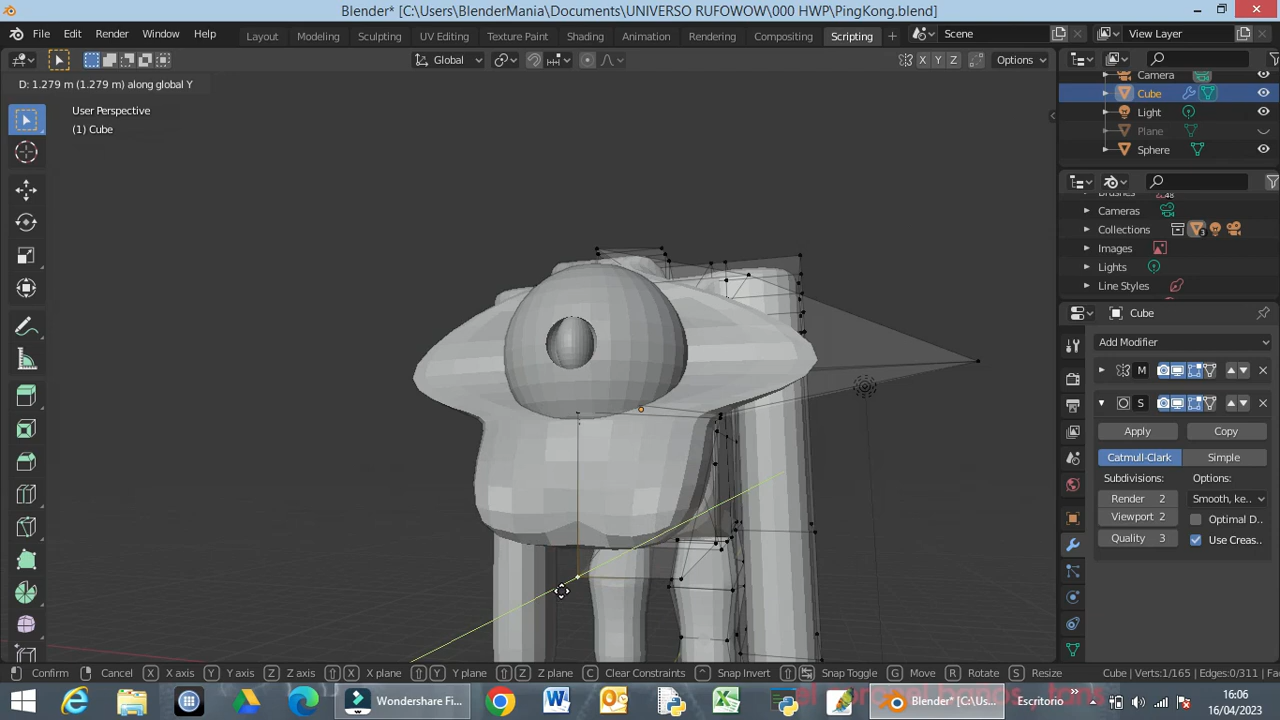 Blender* [C:\Users\BlenderMania\Documents\UNIVERSO RUFOWOW\000 HWP\PingKong.blend]
File Edit Render Window Help Layout Modeling Sculpting UV Editing Texture Paint Shading Animation Rendering Compositing Scripting Scene View Layer
Global X Y Z Options
D: 1.279 m (1.279 m) along global Y
User Perspective
(1) Cube
Camera
Cube
Light
Plane
Sphere
Cameras
Collections 3
Images
Lights
Line Styles
Cube
Add Modifier
M
S
Apply Copy
Catmull-Clark Simple
Subdivisions: Options:
Render 2 Smooth, ke..
Viewport 2 Optimal D..
Quality 3 Use Creas..
Confirm Cancel X X axis Y Y axis Z Z axis X X plane Y Y plane Z Z plane C Clear Constraints Snap Invert Snap Toggle G Move R Rotate S Resize Cube | Verts:1/165 | Edges:0/311 | Fa
Wondershare Fi... Blender* [C:\Us... Escritorio 16:06
16/04/2023